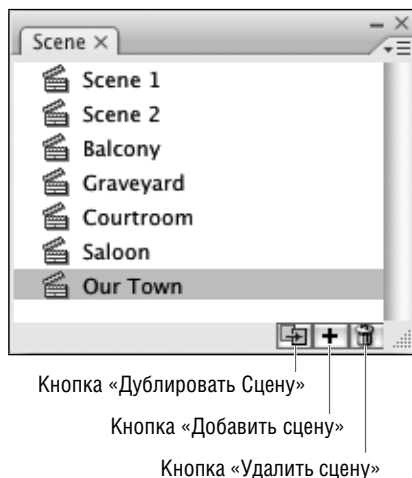 Scene
Scene 1
Scene 2
Balcony
Graveyard
Courtroom
Saloon
Our Town
Кнопка «Дублировать Сцену»
Кнопка «Добавить сцену»
Кнопка «Удалить сцену»